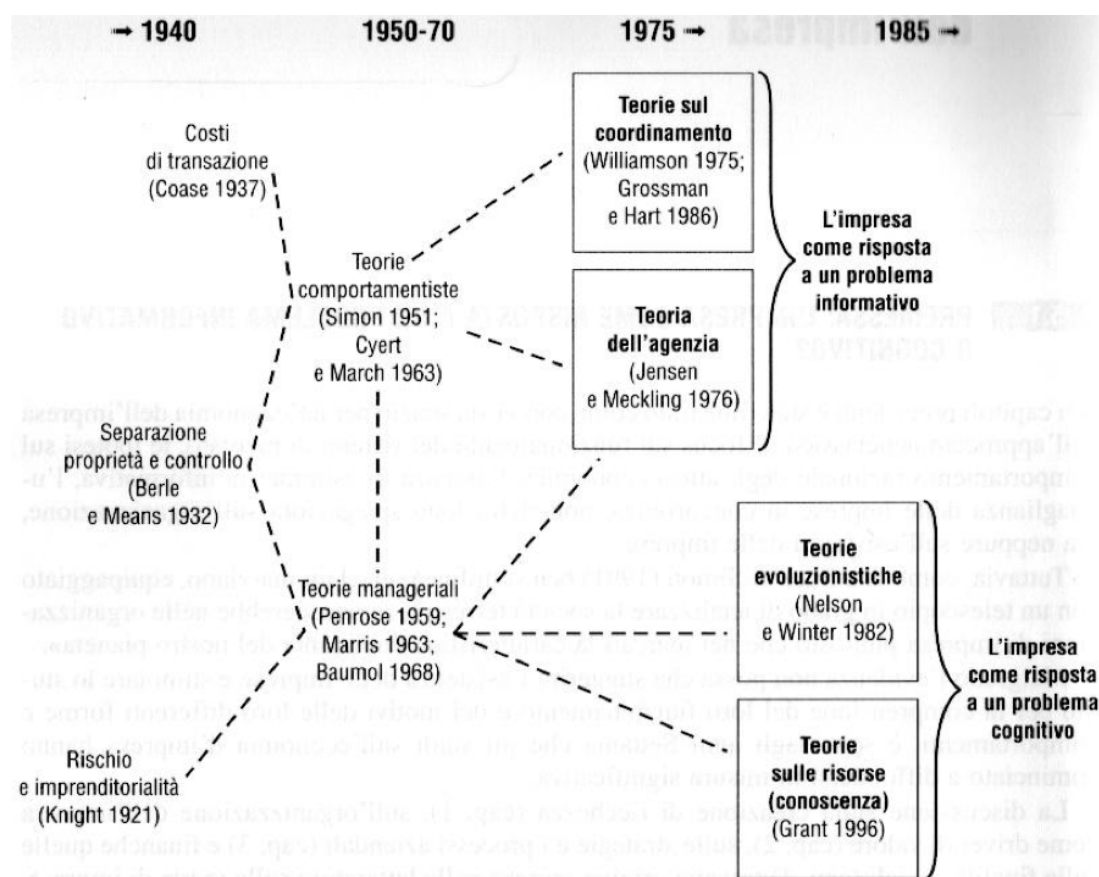 → 1940
1950-70
1975 →
1985 →
Costi
di transazione
(Coase 1937)
Separazione
proprietà e controllo
(Berle
e Means 1932)
Rischio
e imprenditorialità
(Knight 1921)
Teorie
comportamentiste
(Simon 1951;
Cyert
e March 1963)
Teorie manageriali
(Penrose 1959;
Marris 1963;
Baumol 1968)
Teorie sul
coordinamento
(Williamson 1975;
Grossman
e Hart 1986)
Teoria
dell'agenzia
(Jensen
e Meckling 1976)
L'impresa
come risposta
a un problema
informativo
Teorie
evoluzionistiche
(Nelson
e Winter 1982)
Teorie
sulle risorse
(conoscenza)
(Grant 1996)
L'impresa
come risposta
a un problema
cognitivo